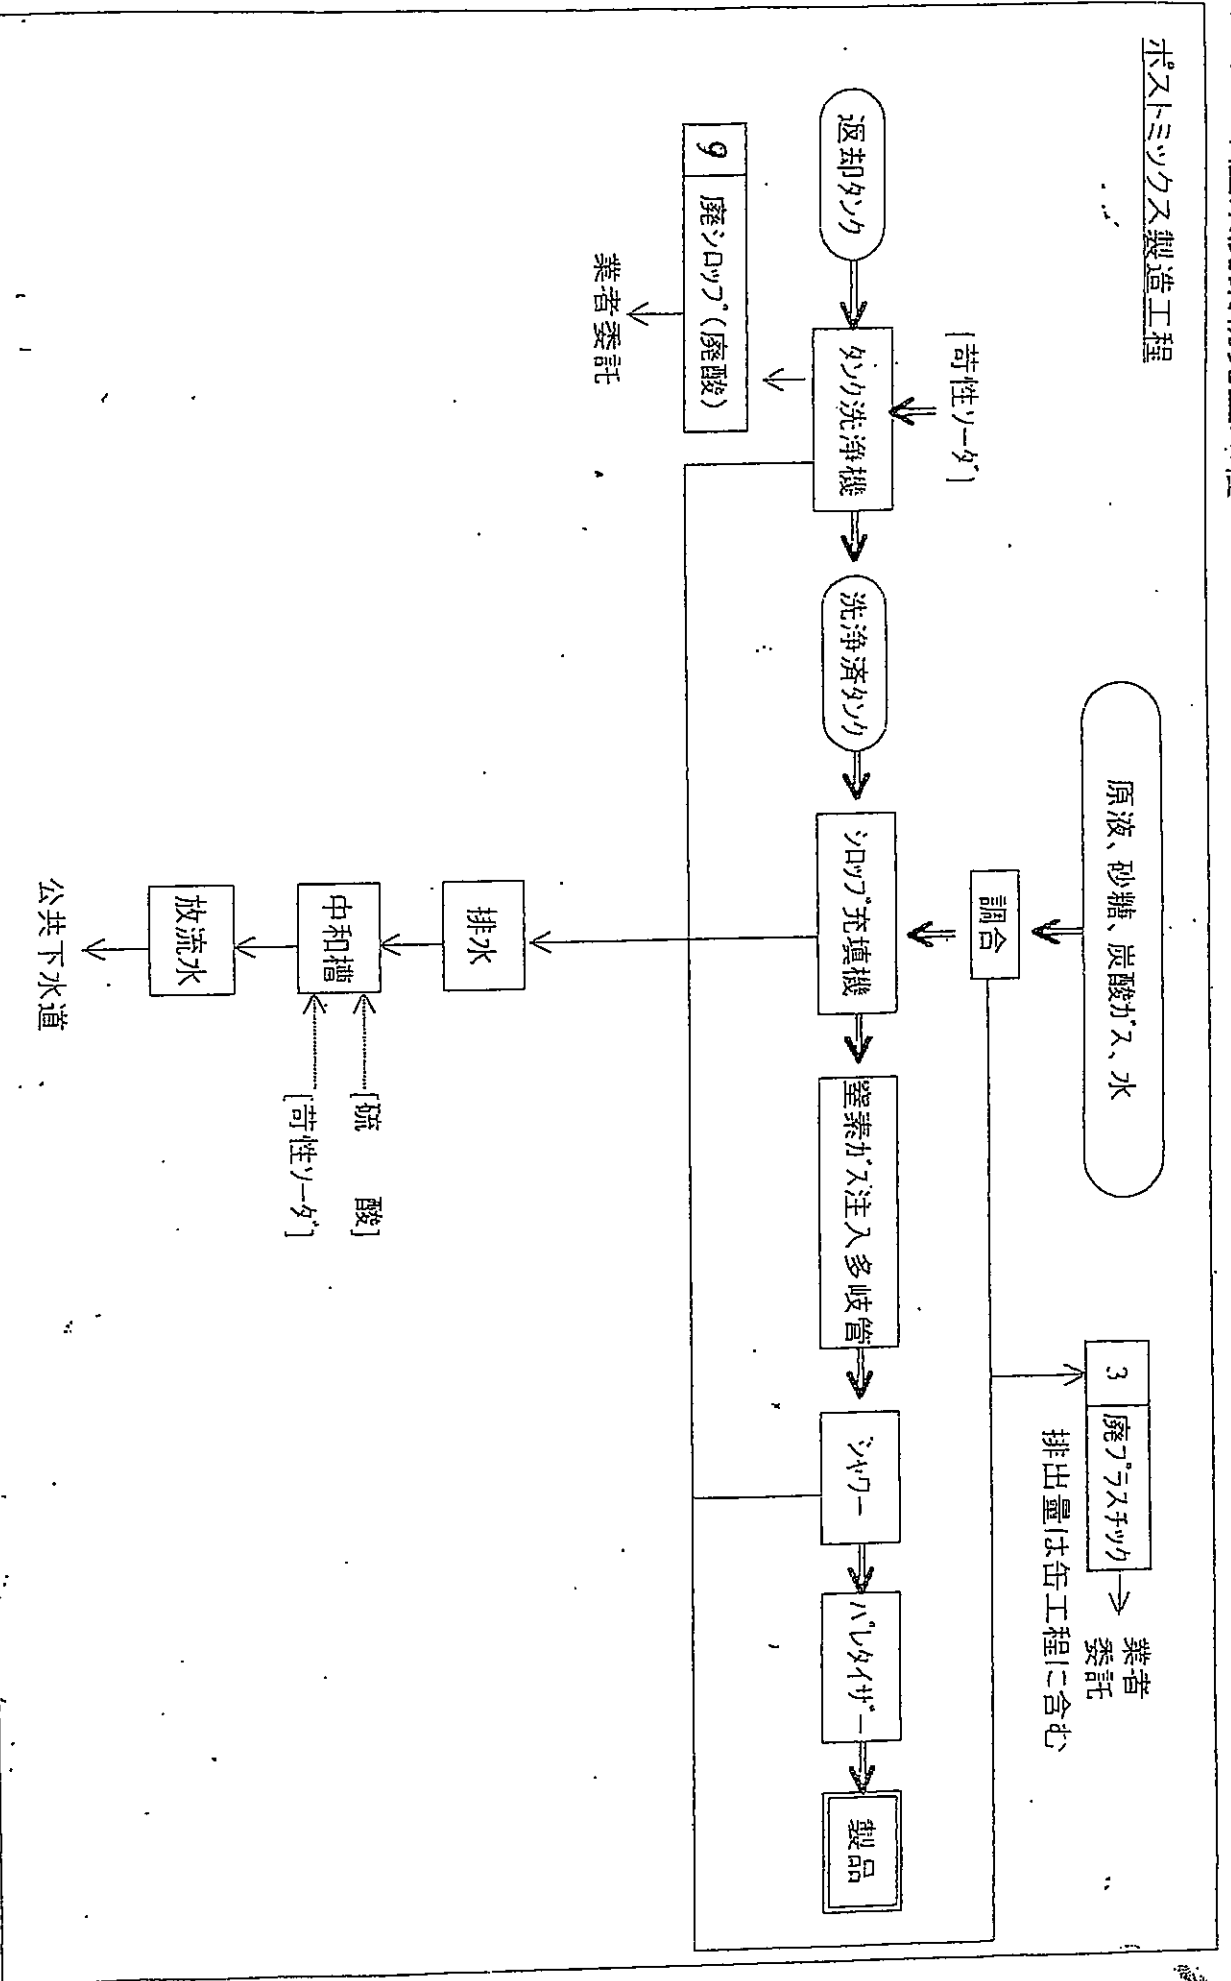 ポストミックス製造工程
原液、砂糖、炭酸ガス、水
3
廃プラスチック
業者
委託
排出量は缶工程に含む
調合
[苛性ソーダ]
返却タンク
タンク洗浄機
洗浄済タンク
シロップ充填機
窒素ガス注入多岐管
シャワー
パレタイザー
製品
9
廃シロップ(廃酸)
業者委託
排水
中和槽
[硫 酸]
[苛性ソーダ]
放流水
公共下水道